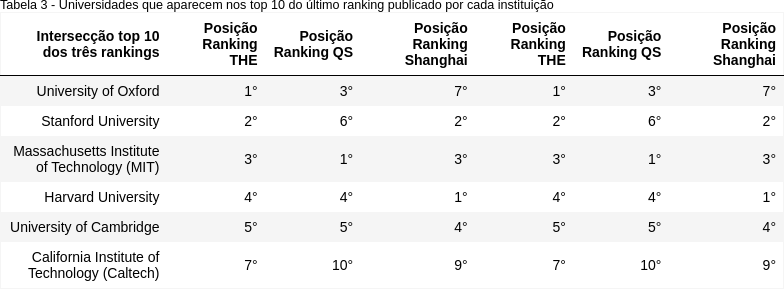 Tabela 3 - Universidades que aparecem nos top 10 do último ranking publicado por cada instituição
Intersecção top 10 dos três rankings | Posição Ranking THE | Posição Ranking QS | Posição Ranking Shanghai | Posição Ranking THE | Posição Ranking QS | Posição Ranking Shanghai
University of Oxford 1° 3° 7° 1° 3° 7°
Stanford University 2° 6° 2° 2° 6° 2°
Massachusetts Institute of Technology (MIT) 3° 1° 3° 3° 1° 3°
Harvard University 4° 4° 1° 4° 4° 1°
University of Cambridge 5° 5° 4° 5° 5° 4°
California Institute of Technology (Caltech) 7° 10° 9° 7° 10° 9°